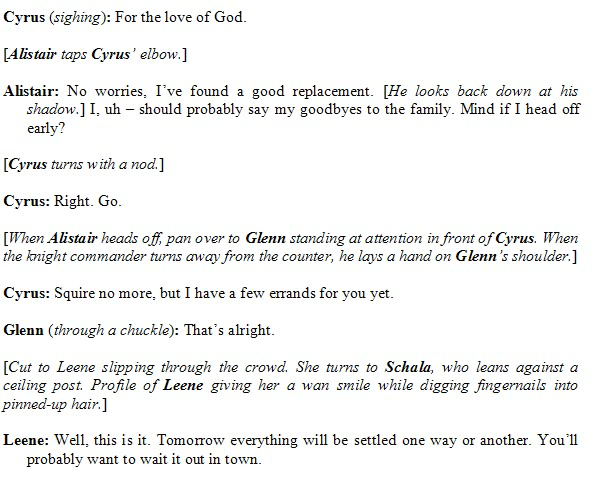 Cyrus (sighing): For the love of God.
[Alistair taps Cyrus' elbow.]
Alistair: No worries, I've found a good replacement. [He looks back down at his
shadow.] I, uh – should probably say my goodbyes to the family. Mind if I head off
early?
[Cyrus turns with a nod.]
Cyrus: Right. Go.
[When Alistair heads off, pan over to Glenn standing at attention in front of Cyrus. When
the knight commander turns away from the counter, he lays a hand on Glenn's shoulder.]
Cyrus: Squire no more, but I have a few errands for you yet.
Glenn (through a chuckle): That's alright.
[Cut to Leene slipping through the crowd. She turns to Schala, who leans against a
ceiling post. Profile of Leene giving her a wan smile while digging fingernails into
pinned-up hair.]
Leene: Well, this is it. Tomorrow everything will be settled one way or another. You'll
probably want to wait it out in town.